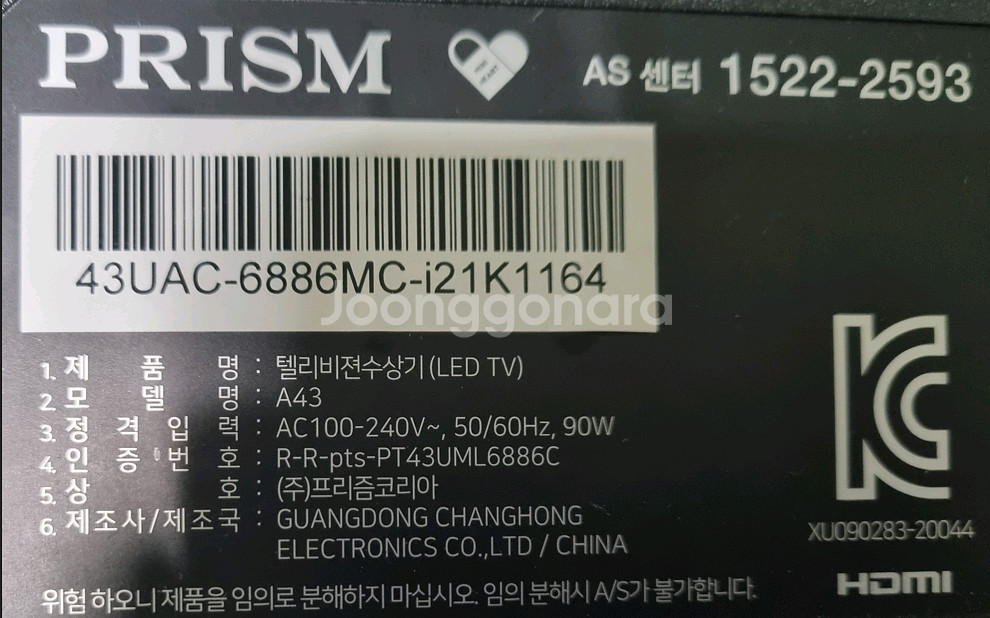 PRISM
AS 센터 1522-2593
43UAC-6886MC-i21K1164
Joonggonara
1. 제 품 명 : 텔리비젼수상기 (LED TV)
2. 모 델 명 : A43
3. 정 격 입 력 : AC100-240V~, 50/60Hz, 90W
4. 인 증 번 호 : R-R-pts-PT43UML6886C
5. 상 호 : (주)프리즘코리아
6. 제조사/제조국 : GUANGDONG CHANGHONG
ELECTRONICS CO.,LTD / CHINA
XU090283-20044
HDMI
위험 하오니 제품을 임의로 분해하지 마십시오. 임의 분해시 A/S가 불가합니다.